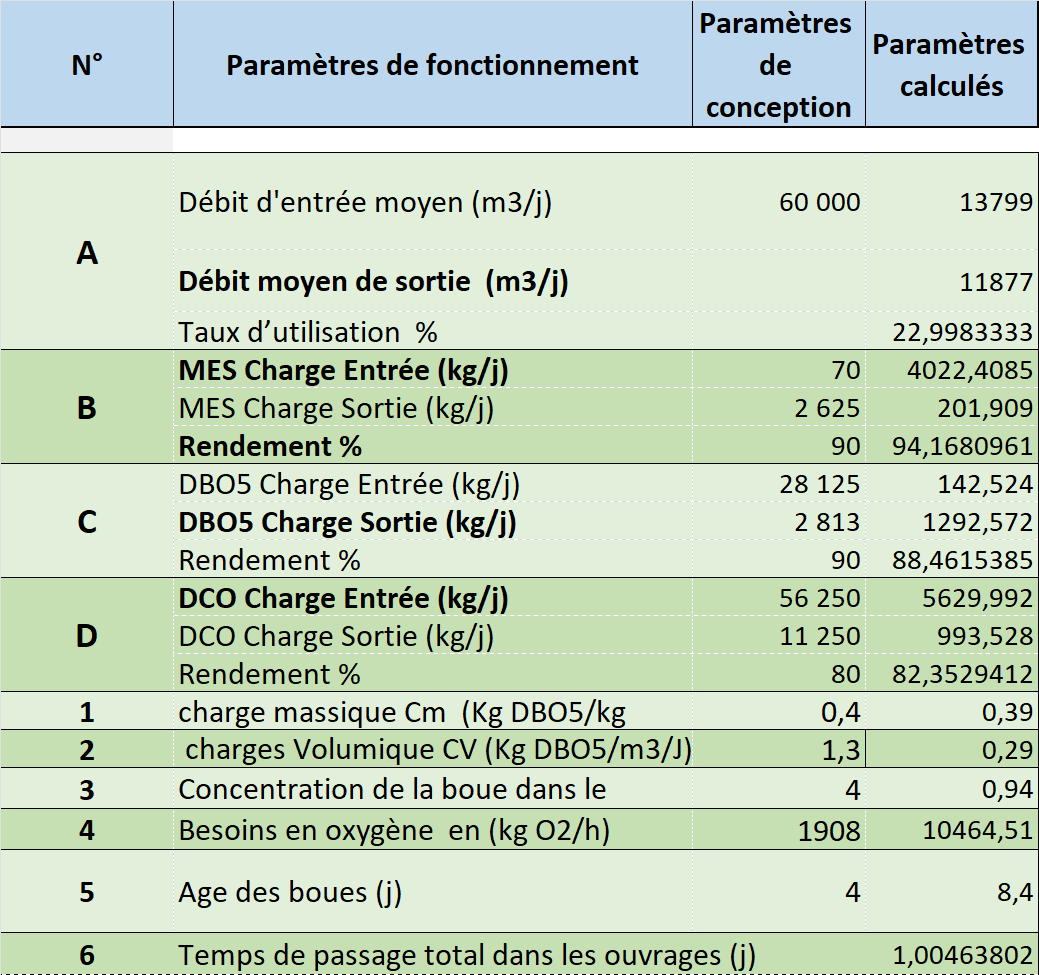 N° Paramètres de fonctionnement Paramètres de conception Paramètres calculés
A
Débit d'entrée moyen (m3/j) 60 000 13799
Débit moyen de sortie (m3/j) 11877
Taux d’utilisation % 22,9983333
B
MES Charge Entrée (kg/j) 70 4022,4085
MES Charge Sortie (kg/j) 2 625 201,909
Rendement % 90 94,1680961
C
DBO5 Charge Entrée (kg/j) 28 125 142,524
DBO5 Charge Sortie (kg/j) 2 813 1292,572
Rendement % 90 88,4615385
D
DCO Charge Entrée (kg/j) 56 250 5629,992
DCO Charge Sortie (kg/j) 11 250 993,528
Rendement % 80 82,3529412
1 charge massique Cm (Kg DBO5/kg 0,4 0,39
2 charges Volumique CV (Kg DBO5/m3/J) 1,3 0,29
3 Concentration de la boue dans le 4 0,94
4 Besoins en oxygène en (kg O2/h) 1908 10464,51
5 Age des boues (j) 4 8,4
6 Temps de passage total dans les ouvrages (j) 1,00463802